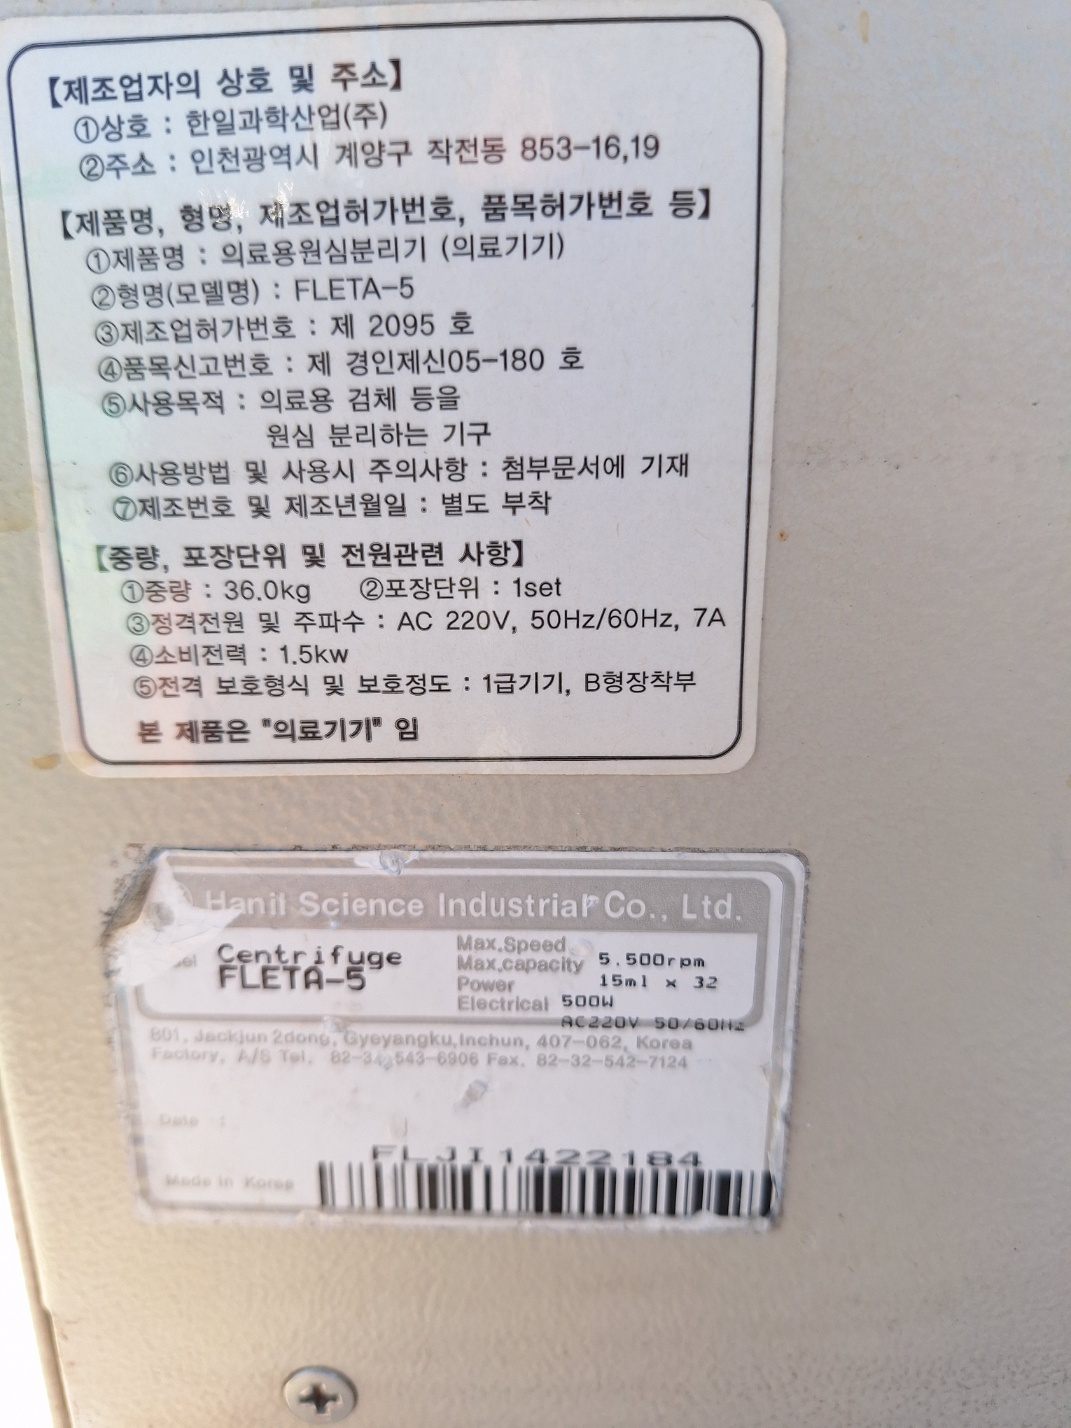 【제조업자의 상호 및 주소】
①상호 : 한일과학산업(주)
②주소 : 인천광역시 계양구 작전동 853-16,19
【제품명, 형명, 제조업허가번호, 품목허가번호 등】
①제품명 : 의료용원심분리기 (의료기기)
②형명(모델명) : FLETA-5
③제조업허가번호 : 제 2095 호
④품목신고번호 : 제 경인제신05-180 호
⑤사용목적 : 의료용 검체 등을
원심 분리하는 기구
⑥사용방법 및 사용시 주의사항 : 첨부문서에 기재
⑦제조번호 및 제조년월일 : 별도 부착
【중량, 포장단위 및 전원관련 사항】
①중량 : 36.0kg ②포장단위 : 1set
③정격전원 및 주파수 : AC 220V, 50Hz/60Hz, 7A
④소비전력 : 1.5kw
⑤전격 보호형식 및 보호정도 : 1급기기, B형장착부
본 제품은 "의료기기" 임
Hanil Science Industrial Co., Ltd.
Centrifuge
FLETA-5
Max.Speed 5.500rpm
Max.capacity 15ml x 32
Power 500W
Electrical AC220V 50/60Hz
801, Jackjun 2dong, Gyeyangku, Inchun, 407-062, Korea
Factory, A/S Tel. 82-34-543-6906 Fax. 82-32-542-7124
Date :
FLJI1422184
Made in Korea